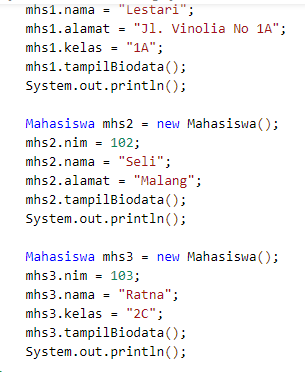 mhs1.nama = "Lestari";
mhs1.alamat = "Jl. Vinolia No 1A";
mhs1.kelas = "1A";
mhs1.tampilBiodata();
System.out.println();

Mahasiswa mhs2 = new Mahasiswa();
mhs2.nim = 102;
mhs2.nama = "Seli";
mhs2.alamat = "Malang";
mhs2.tampilBiodata();
System.out.println();

Mahasiswa mhs3 = new Mahasiswa();
mhs3.nim = 103;
mhs3.nama = "Ratna";
mhs3.kelas = "2C";
mhs3.tampilBiodata();
System.out.println();